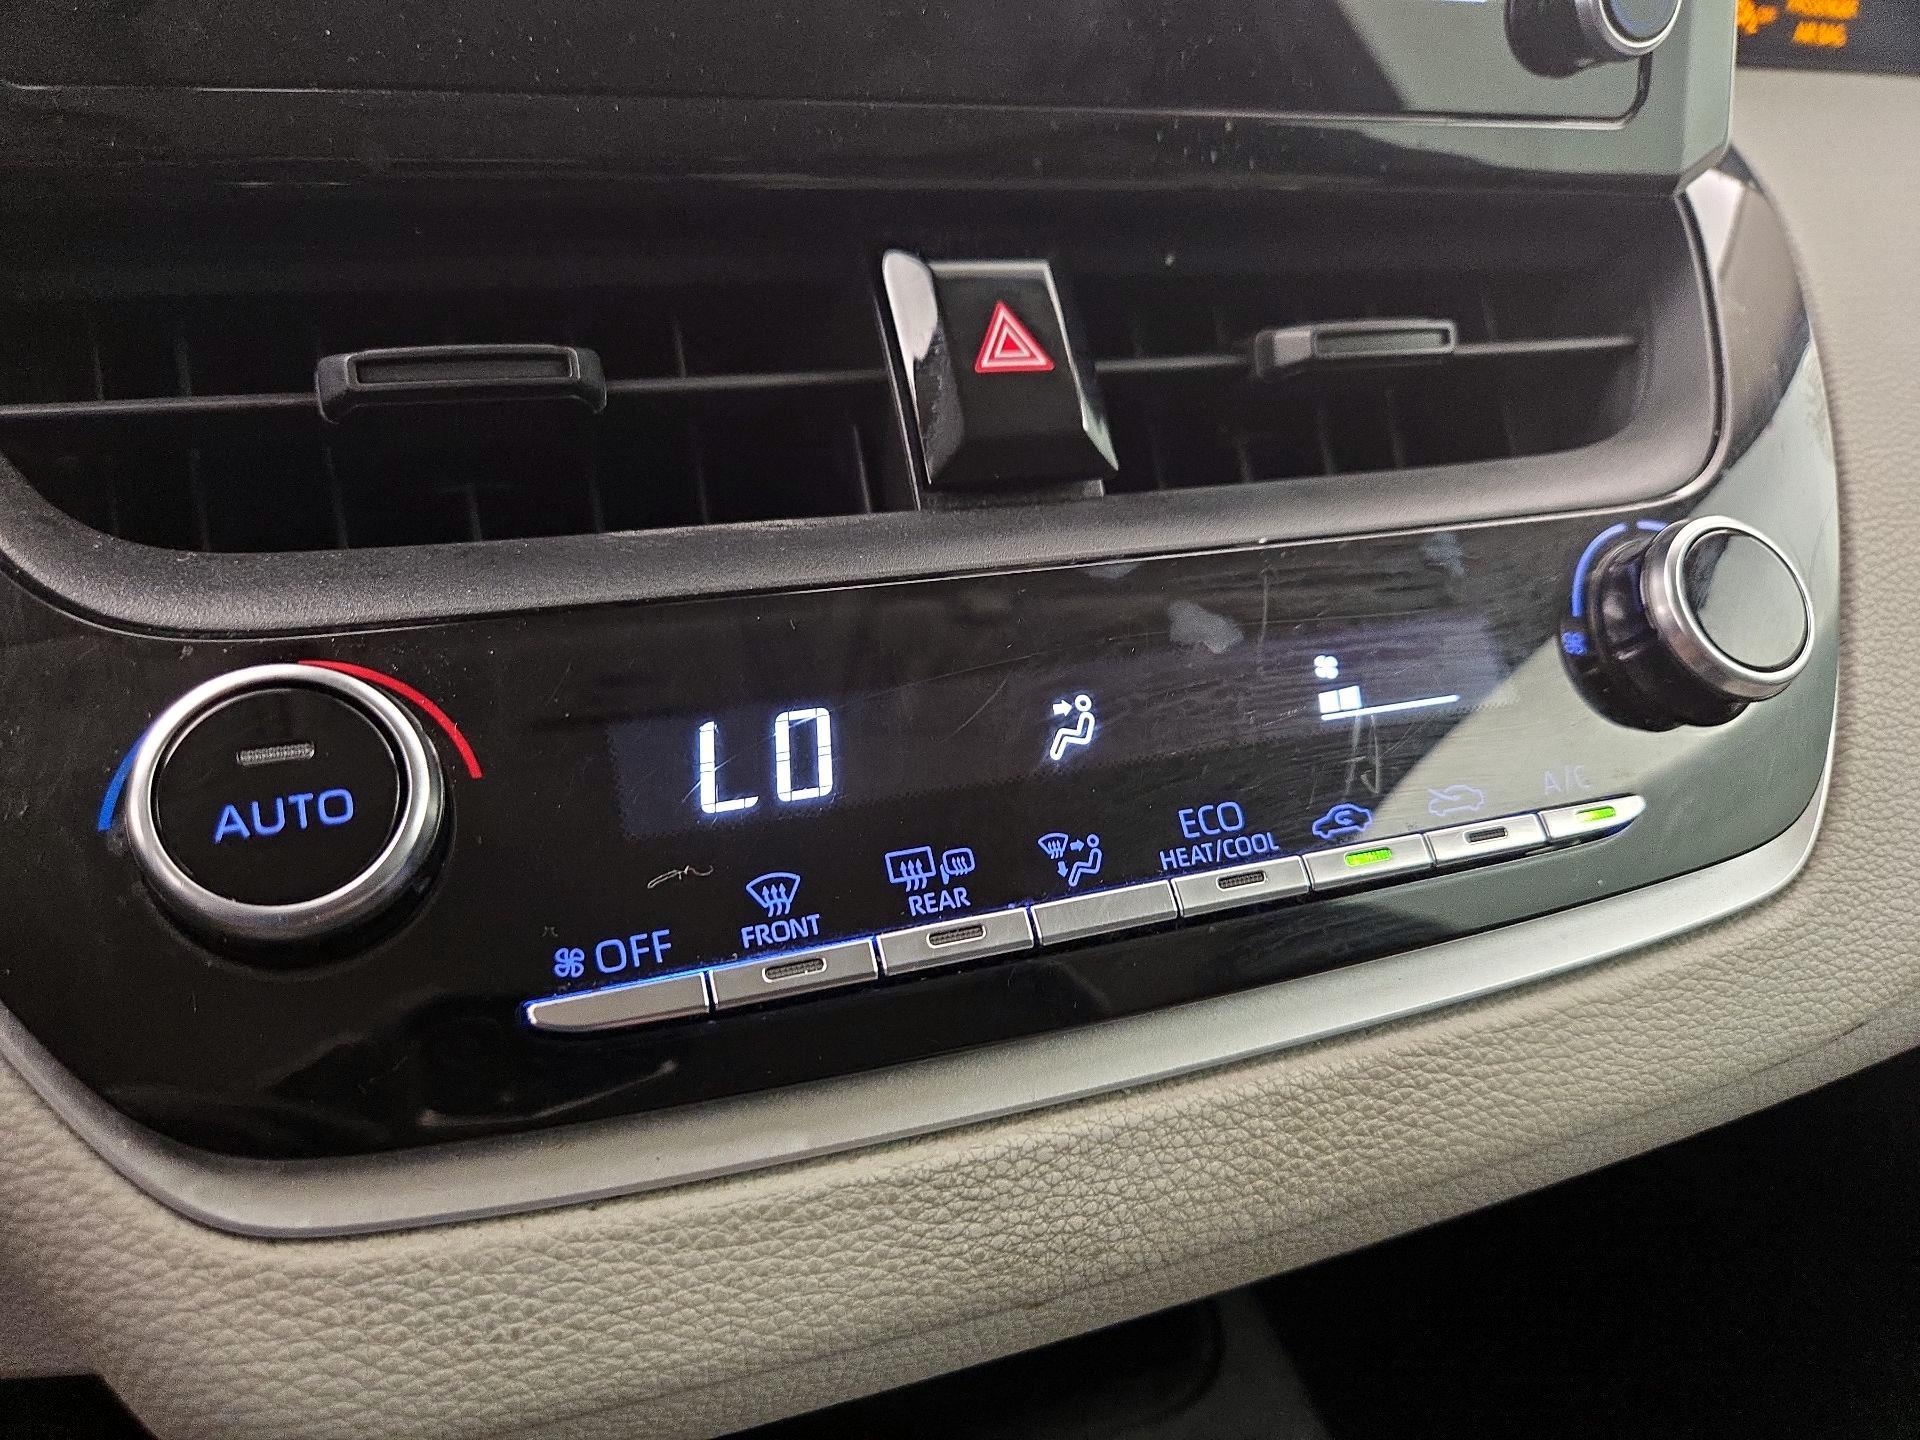 LO
AUTO
OFF
FRONT
REAR
ECO
HEAT/COOL
A/C